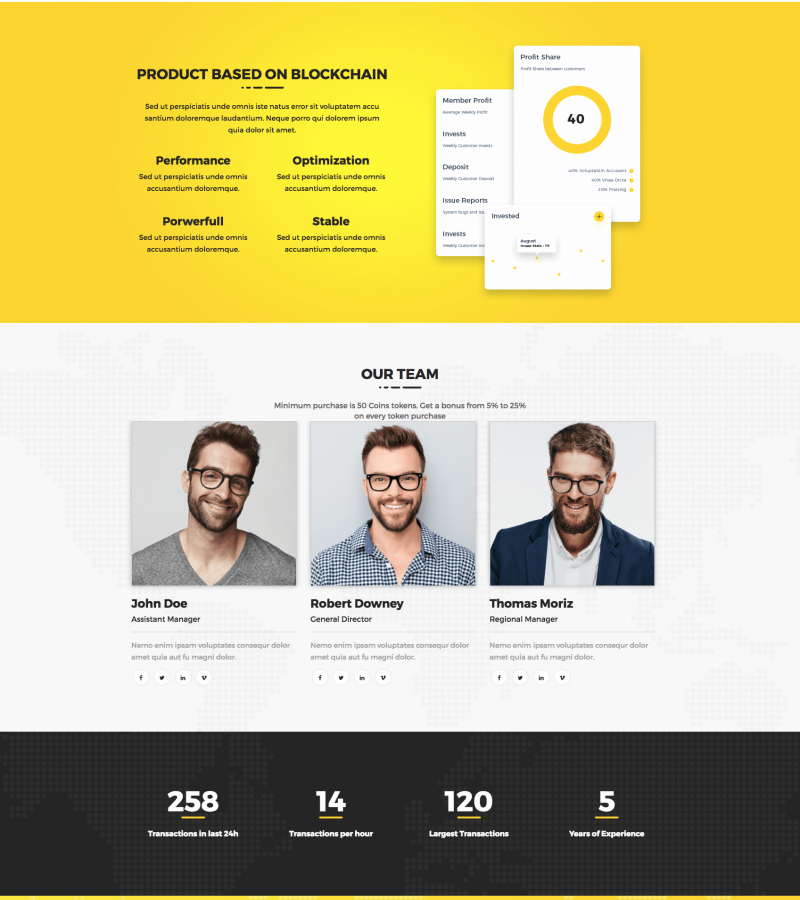 PRODUCT BASED ON BLOCKCHAIN
Sed ut perspiciatis unde omnis iste natus error sit voluptatem accu
santium doloremque laudantium. Neque porro qui dolorem ipsum
quia dolor sit amet.
Performance
Sed ut perspiciatis unde omnis
accusantium doloremque.
Optimization
Sed ut perspiciatis unde omnis
accusantium doloremque.
Porwerfull
Sed ut perspiciatis unde omnis
accusantium doloremque.
Stable
Sed ut perspiciatis unde omnis
accusantium doloremque.
Member Profit
Average Weekly Profit
Invests
Weekly Customer Invests
Deposit
Weekly Customer Deposit
Issue Reports
System bugs and iss
Invests
Weekly Customer Inv
Profit Share
Profit Share between customers
40
40% Voluptatem Accusant
40% Vitae Dicta
20% Pretning
Invested
+
August
OUR TEAM
Minimum purchase is 50 Coins tokens. Get a bonus from 5% to 25%
on every token purchase
John Doe
Assistant Manager
Nemo enim ipsam voluptates consequr dolor
amet quia aut fu magni dolor.
Robert Downey
General Director
Nemo enim ipsam voluptates consequr dolor
amet quia aut fu magni dolor.
Thomas Moriz
Regional Manager
Nemo enim ipsam voluptates consequr dolor
amet quia aut fu magni dolor.
258
Transactions in last 24h
14
Transactions per hour
120
Largest Transactions
5
Years of Experience